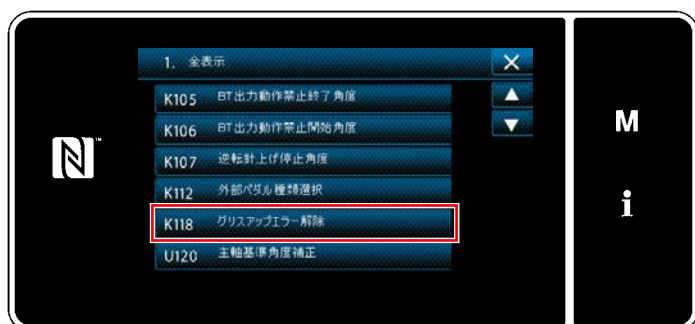 1. 全表示
K105 BT出力動作禁止終了角度
K106 BT出力動作禁止開始角度
K107 逆転針上げ停止角度
K112 外部ペダル種類選択
K118 グリスアップエラー解除
U120 主軸基準角度補正
N
M
i